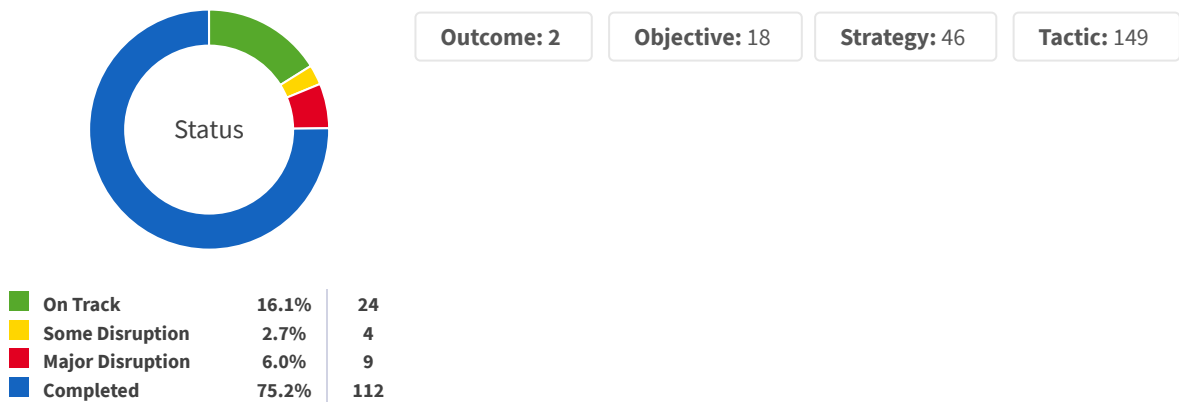 Outcome: 2
Objective: 18
Strategy: 46
Tactic: 149
Status
On Track 16.1% 24
Some Disruption 2.7% 4
Major Disruption 6.0% 9
Completed 75.2% 112